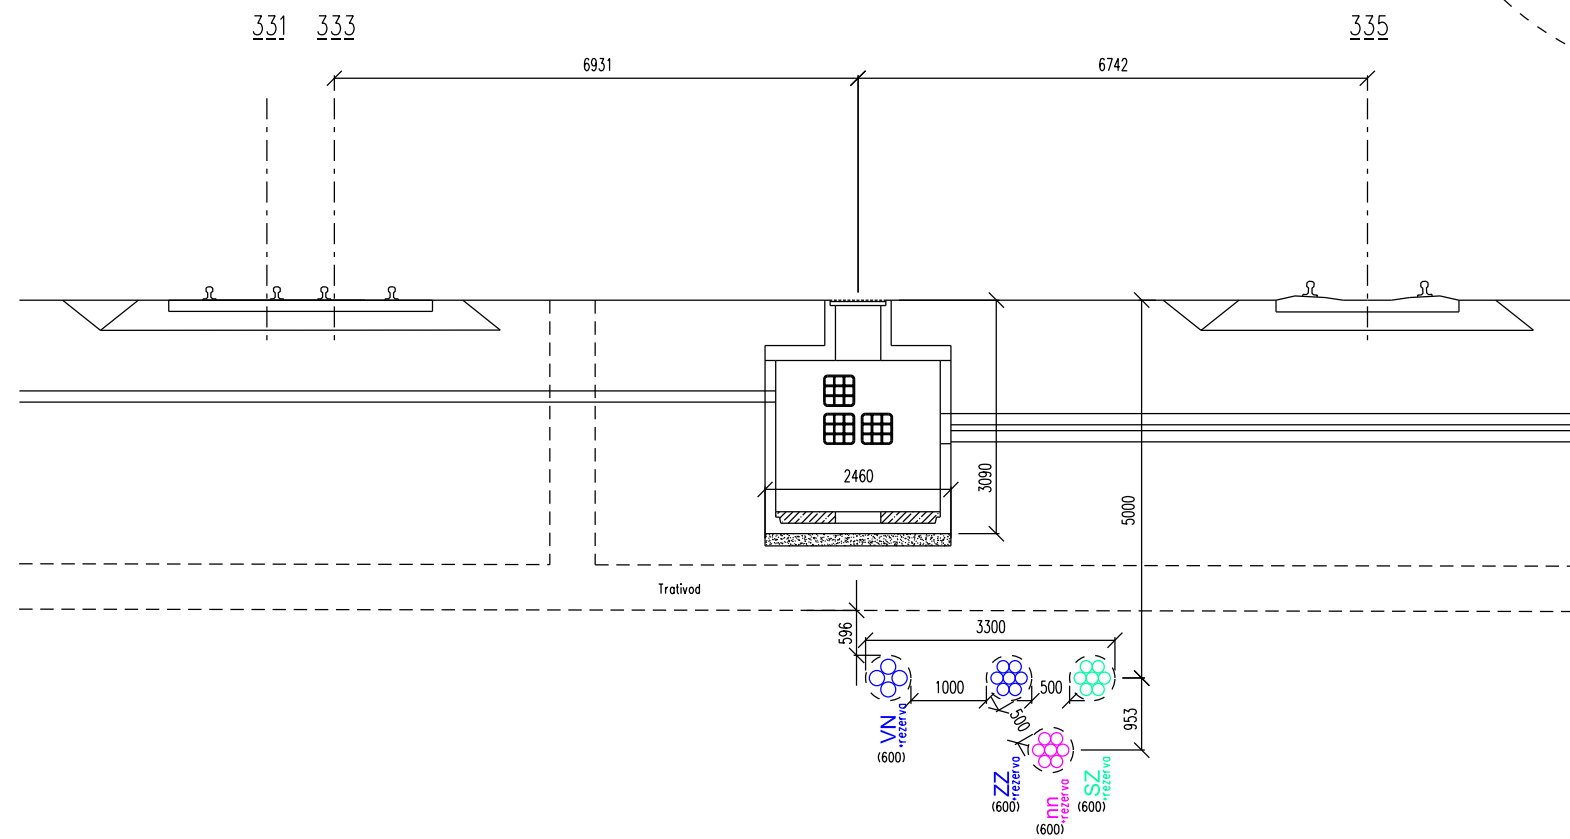 331 333 335
6931 6742
2460
3090
5000
Trativod
596
3300
1000
500
500
953
VN
+rezerva
(600)
ZZ
+rezerva
(600)
nn
+rezerva
(600)
SZ
+rezerva
(600)